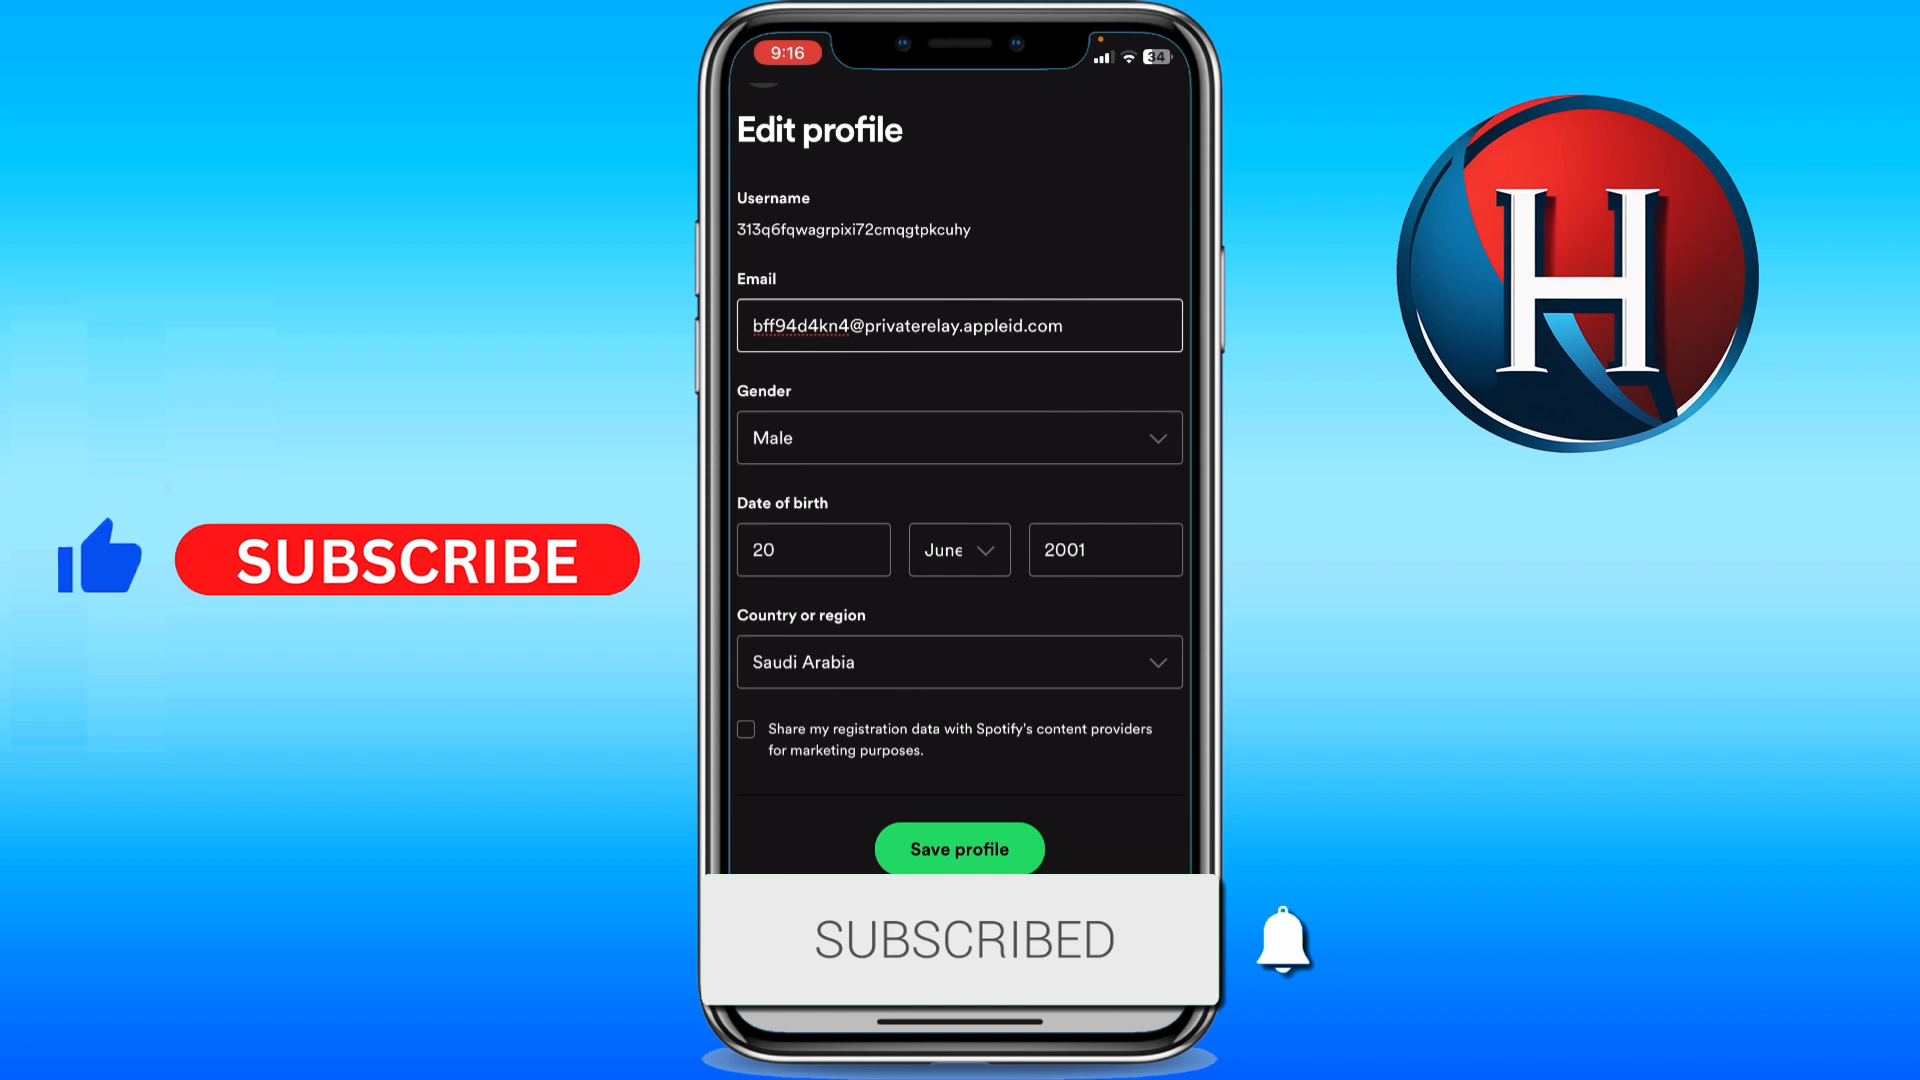 9:16
34
Edit profile
Username
313q6fqwagrpixi72cmqgtpkcuhy
Email
bff94d4kn4@privaterelay.appleid.com
Gender
Male
Date of birth
20 June 2001
Country or region
Saudi Arabia
Share my registration data with Spotify's content providers
for marketing purposes.
Save profile
SUBSCRIBED
SUBSCRIBE
H